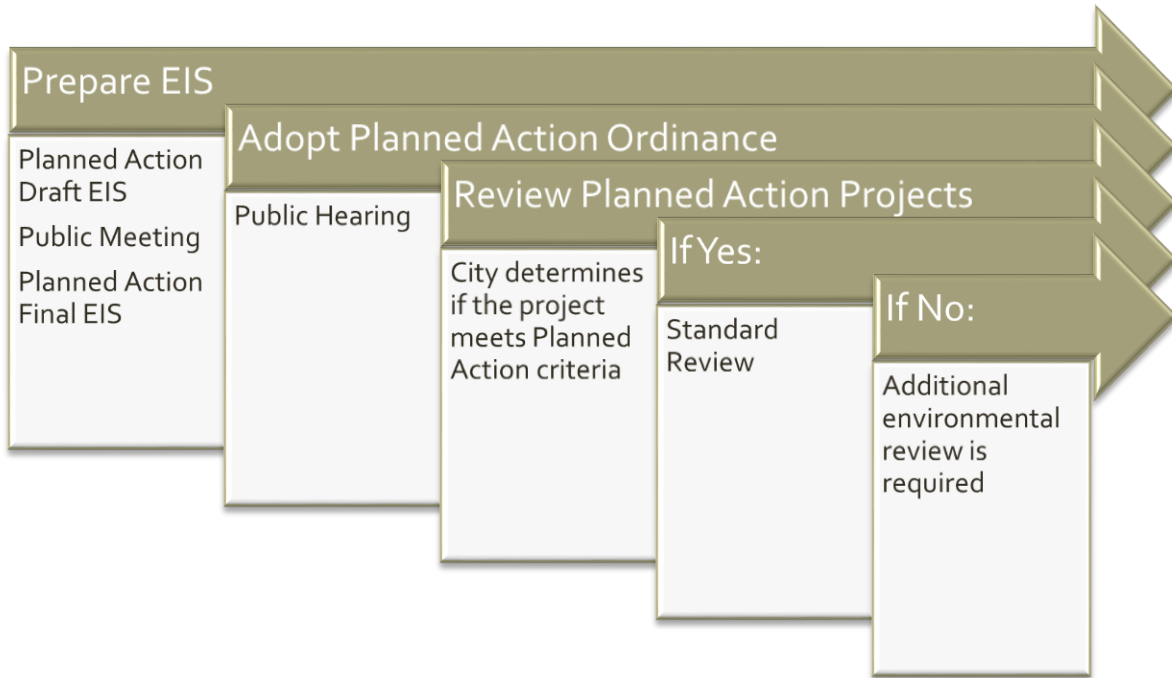 Prepare EIS
Planned Action
Draft EIS
Public Meeting
Planned Action
Final EIS
Adopt Planned Action Ordinance
Public Hearing
Review Planned Action Projects
City determines
if the project
meets Planned
Action criteria
If Yes:
Standard
Review
If No:
Additional
environmental
review is
required